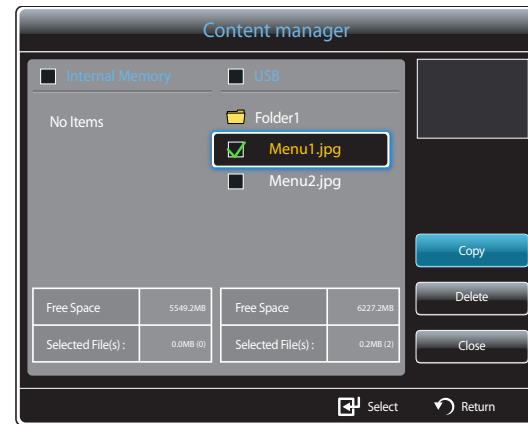 Content manager
Internal Memory
USB
No Items
Folder1
Menu1.jpg
Menu2.jpg
Copy
Delete
Close
Free Space 5549.2MB
Selected File(s) : 0.0MB (0)
Free Space 6227.2MB
Selected File(s) : 0.2MB (2)
Select
Return